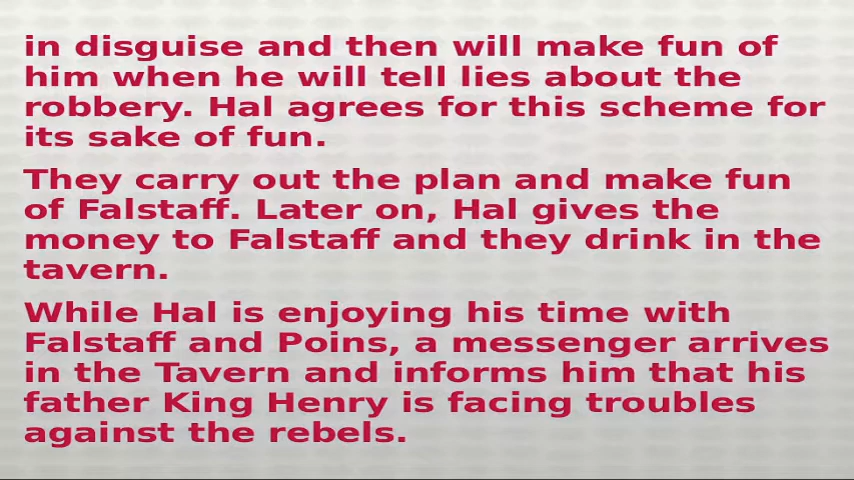 in disguise and then will make fun of
him when he will tell lies about the
robbery. Hal agrees for this scheme for
its sake of fun.
They carry out the plan and make fun
of Falstaff. Later on, Hal gives the
money to Falstaff and they drink in the
tavern.
While Hal is enjoying his time with
Falstaff and Poins, a messenger arrives
in the Tavern and informs him that his
father King Henry is facing troubles
against the rebels.